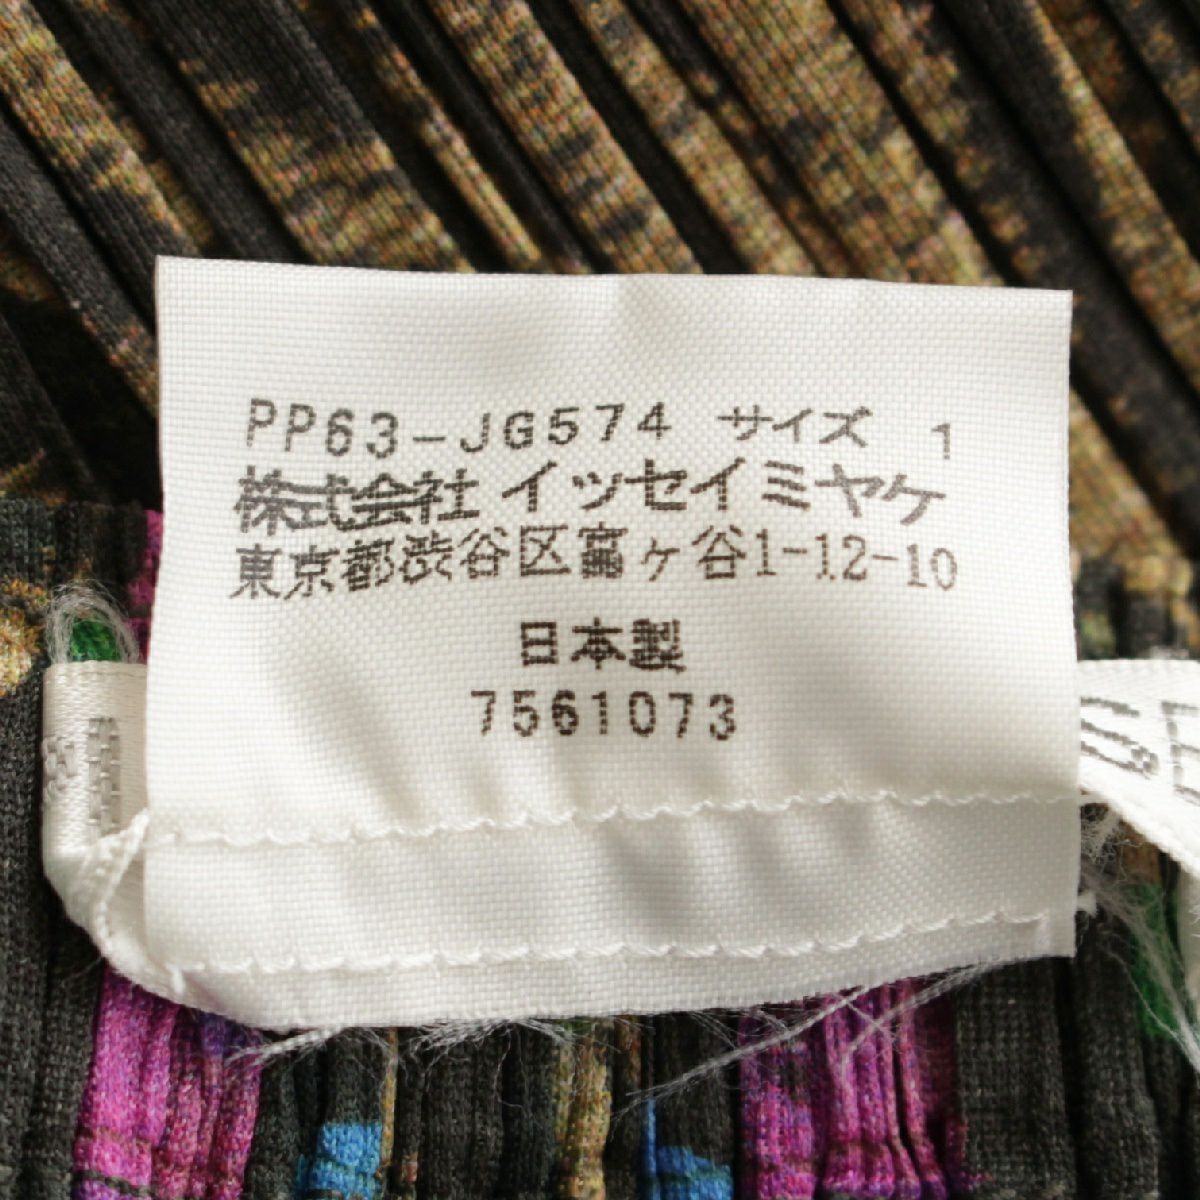 PP63-JG574 サイズ 1
株式会社 イッセイミヤケ
東京都渋谷区富ヶ谷1-12-10
日本製
7561073